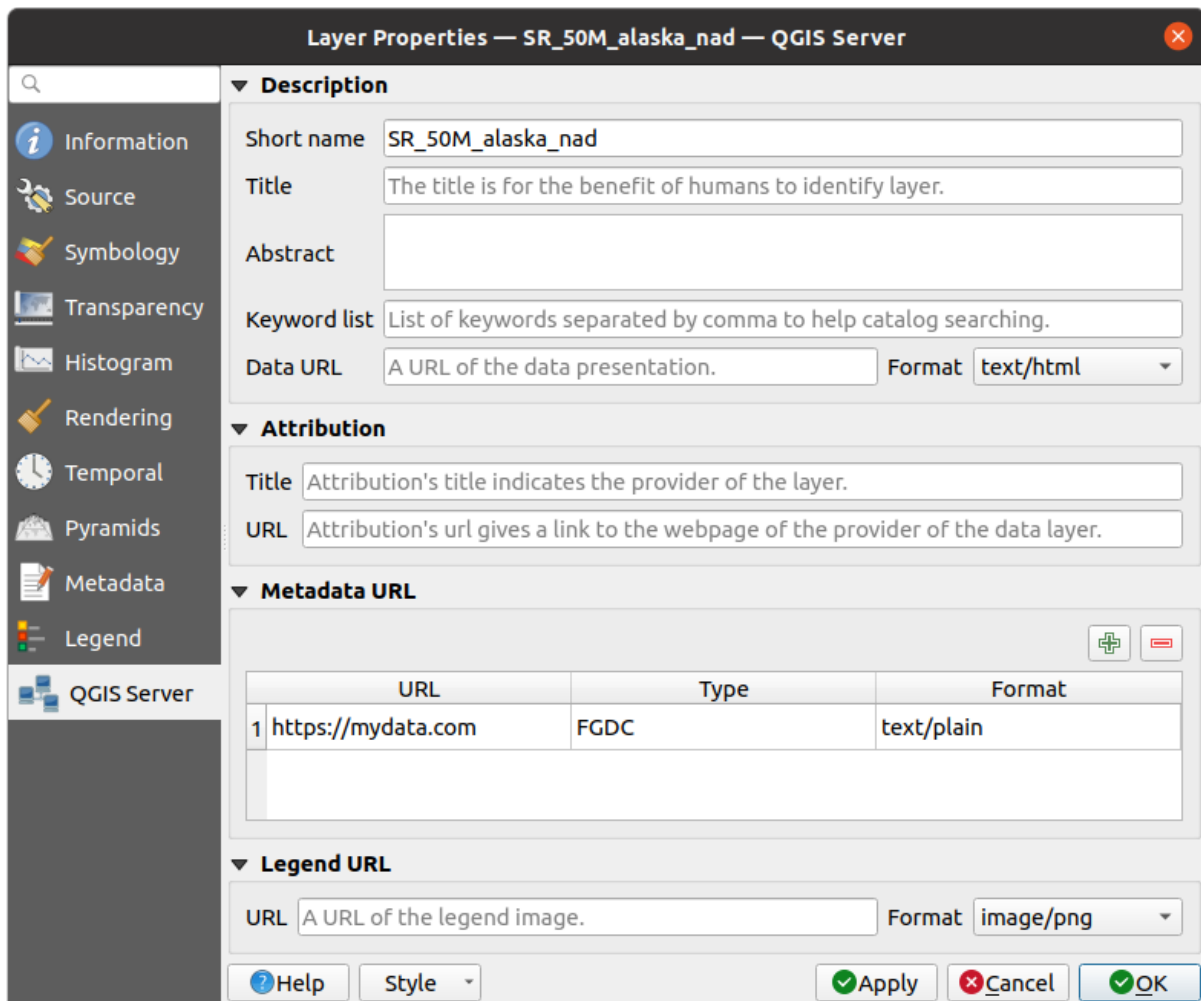 Layer Properties — SR_50M_alaska_nad — QGIS Server
Information
Source
Symbology
Transparency
Histogram
Rendering
Temporal
Pyramids
Metadata
Legend
QGIS Server
Description
Short name SR_50M_alaska_nad
Title The title is for the benefit of humans to identify layer.
Abstract
Keyword list List of keywords separated by comma to help catalog searching.
Data URL A URL of the data presentation. Format text/html
Attribution
Title Attribution's title indicates the provider of the layer.
URL Attribution's url gives a link to the webpage of the provider of the data layer.
Metadata URL
URL Type Format
1 https://mydata.com FGDC text/plain
Legend URL
URL A URL of the legend image. Format image/png
Help Style Apply Cancel OK